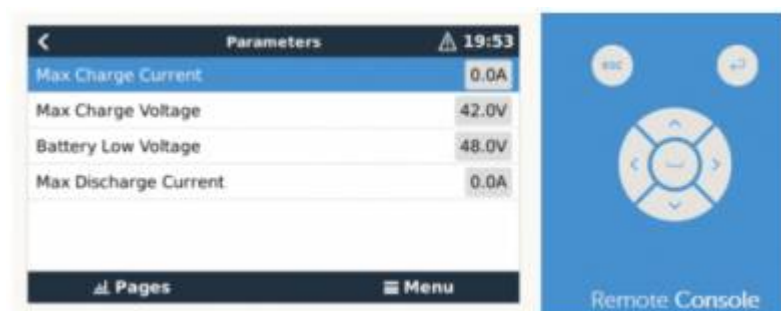 Parameters 19:53
Max Charge Current 0.0A
Max Charge Voltage 42.0V
Battery Low Voltage 48.0V
Max Discharge Current 0.0A
Pages Menu
esc
Remote Console